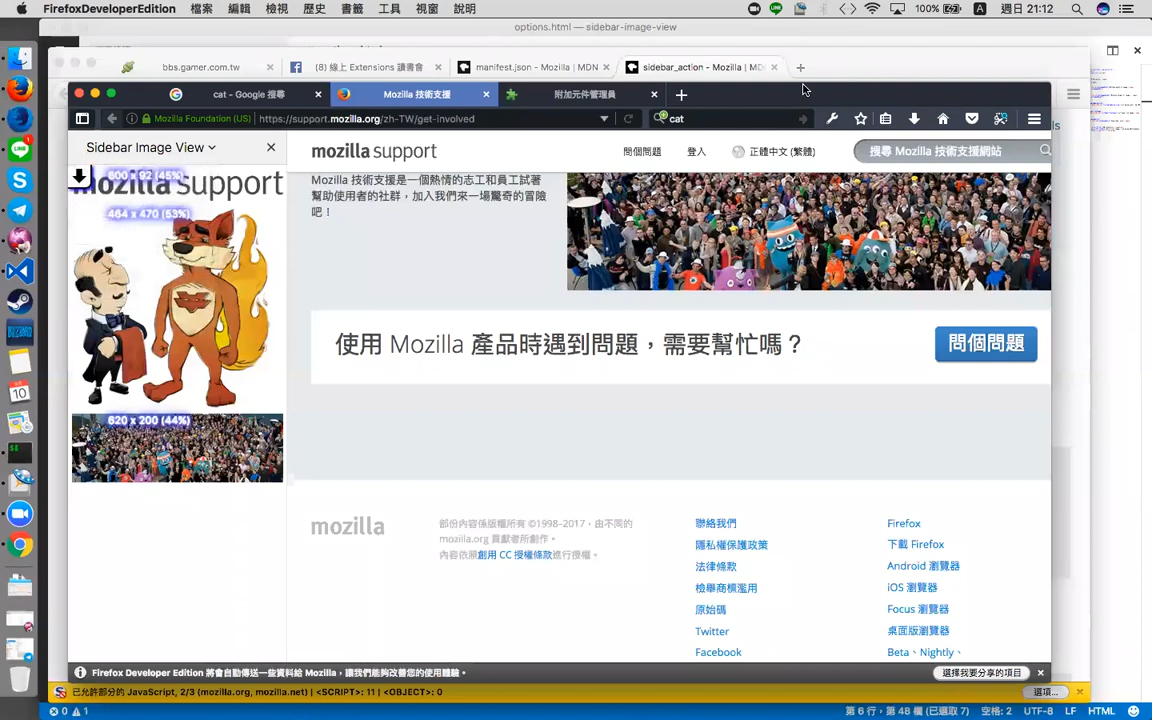 FirefoxDeveloperEdition 檔案 編輯 檢視 歷史 書籤 工具 視窗 說明 100% A 週日 21:12
options.html — sidebar-image-view
bbs.gamer.com.tw × (8) 線上 Extensions 讀書會 × manifest.json - Mozilla | MDN × sidebar_action - Mozilla | MD ×
cat - Google 搜尋 × Mozilla 技術支援 × 附加元件管理員 ×
Mozilla Foundation (US) https://support.mozilla.org/zh-TW/get-involved cat
Sidebar Image View
mozilla support
問個問題 登入 正體中文 (繁體) 搜尋 Mozilla 技術支援網站
600 x 92 (45%)
mozilla support
464 x 470 (53%)
620 x 200 (44%)
Mozilla 技術支援是一個熱情的志工和員工試著
幫助使用者的社群，加入我們來一場驚奇的冒險
吧！
使用 Mozilla 產品時遇到問題，需要幫忙嗎？
問個問題
mozilla
部份內容係版權所有 ©1998–2017，由不同的
mozilla.org 貢獻者所創作。
內容依照創用 CC 授權條款進行授權。
聯絡我們
隱私權保護政策
法律條款
檢舉商標濫用
原始碼
Twitter
Facebook
Firefox
下載 Firefox
Android 瀏覽器
iOS 瀏覽器
Focus 瀏覽器
桌面版瀏覽器
Beta、Nightly、
Firefox Developer Edition 將會自動傳送一些資料給 Mozilla，讓我們能夠改善您的使用體驗。 選擇我要分享的項目
已允許部分的 JavaScript, 2/3 (mozilla.org, mozilla.net) | <SCRIPT>: 11 | <OBJECT>: 0 選項...
0 1 第 6 行，第 48 欄 (已選取 7) 空格: 2 UTF-8 LF HTML